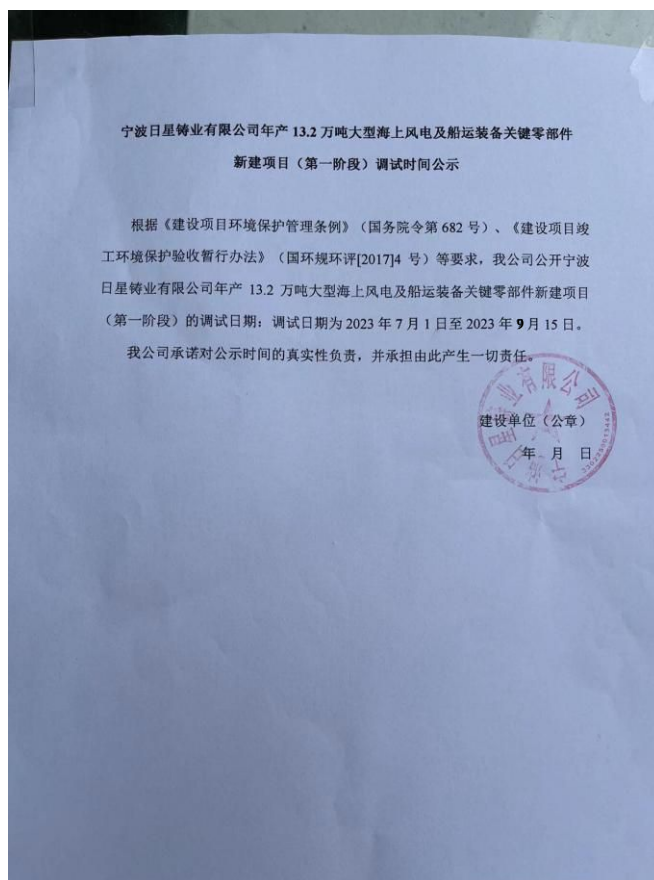 宁波日星铸业有限公司年产 13.2 万吨大型海上风电及船运装备关键零部件
新建项目（第一阶段）调试时间公示
根据《建设项目环境保护管理条例》（国务院令第 682 号）、《建设项目竣
工环境保护验收暂行办法》（国环规环评[2017]4 号）等要求，我公司公开宁波
日星铸业有限公司年产 13.2 万吨大型海上风电及船运装备关键零部件新建项目
（第一阶段）的调试日期：调试日期为 2023 年 7 月 1 日至 2023 年 9 月 15 日。
我公司承诺对公示时间的真实性负责，并承担由此产生一切责任。
建设单位（公章）
年 月 日
宁波日星铸业有限公司